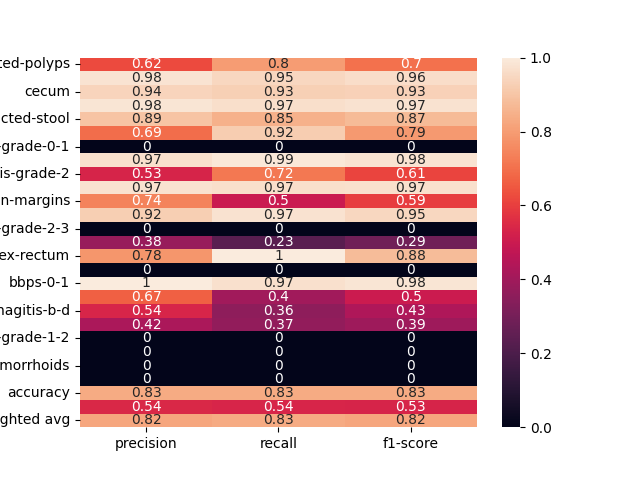 ted-polyps 0.62 0.8 0.7
0.98 0.95 0.96
cecum 0.94 0.93 0.93
0.98 0.97 0.97
cted-stool 0.89 0.85 0.87
0.69 0.92 0.79
-grade-0-1 0 0 0
0.97 0.99 0.98
is-grade-2 0.53 0.72 0.61
0.97 0.97 0.97
n-margins 0.74 0.5 0.59
0.92 0.97 0.95
-grade-2-3 0 0 0
0.38 0.23 0.29
ex-rectum 0.78 1 0.88
0 0 0
bbps-0-1 1 0.97 0.98
0.67 0.4 0.5
hagitis-b-d 0.54 0.36 0.43
0.42 0.37 0.39
-grade-1-2 0 0 0
0 0 0
morrhoids 0 0 0
0 0 0
accuracy 0.83 0.83 0.83
0.54 0.54 0.53
ghted avg 0.82 0.83 0.82
precision recall f1-score
1.0
0.8
0.6
0.4
0.2
0.0